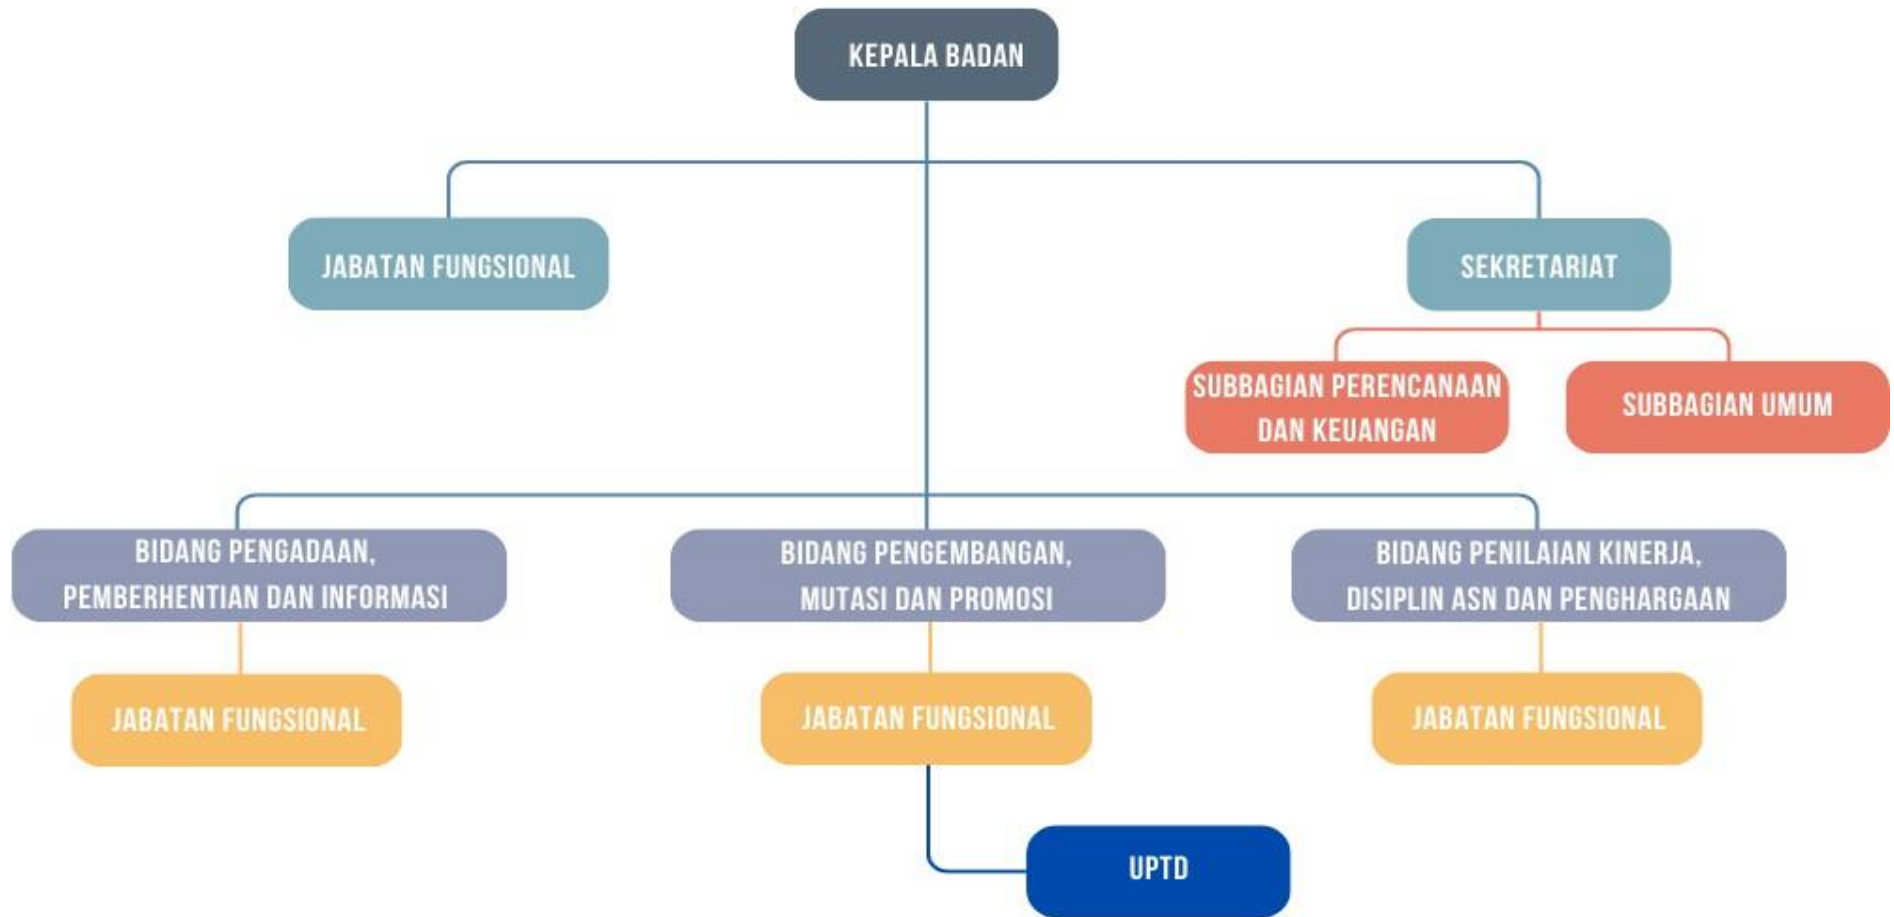 KEPALA BADAN
JABATAN FUNGSIONAL
SEKRETARIAT
SUBBAGIAN PERENCANAAN
DAN KEUANGAN
SUBBAGIAN UMUM
BIDANG PENGADAAN,
PEMBERHENTIAN DAN INFORMASI
BIDANG PENGEMBANGAN,
MUTASI DAN PROMOSI
BIDANG PENILAIAN KINERJA,
DISIPLIN ASN DAN PENGHARGAAN
JABATAN FUNGSIONAL
JABATAN FUNGSIONAL
JABATAN FUNGSIONAL
UPTD